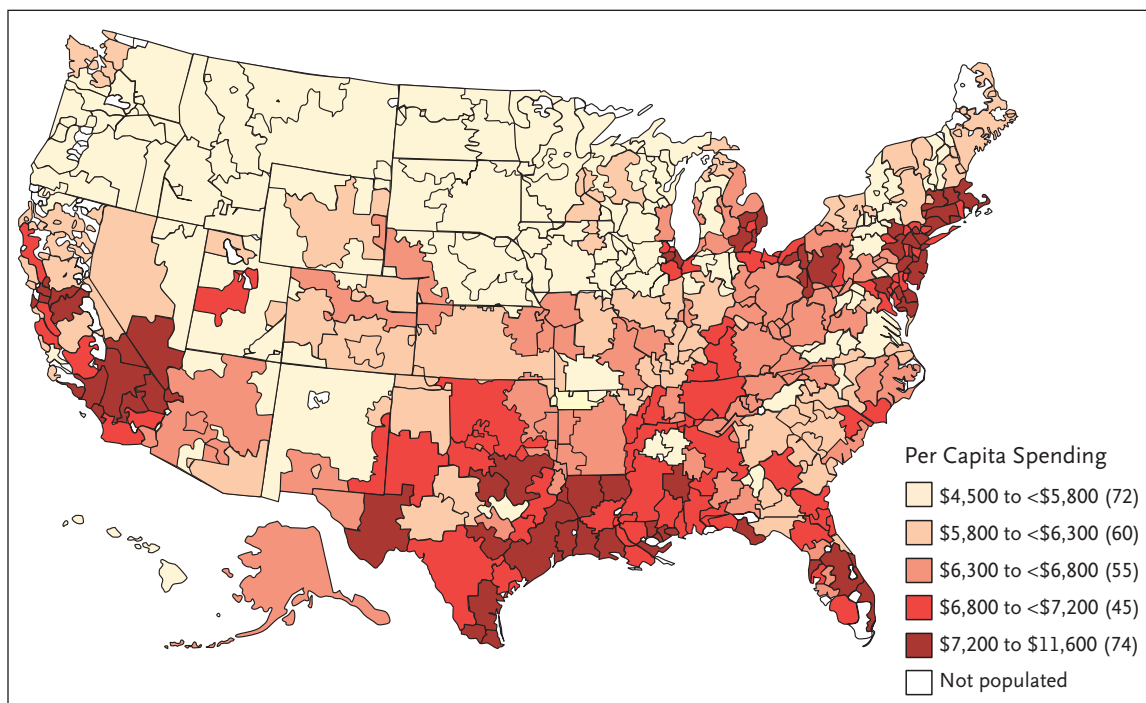 Per Capita Spending
$4,500 to <$5,800 (72)
$5,800 to <$6,300 (60)
$6,300 to <$6,800 (55)
$6,800 to <$7,200 (45)
$7,200 to $11,600 (74)
Not populated